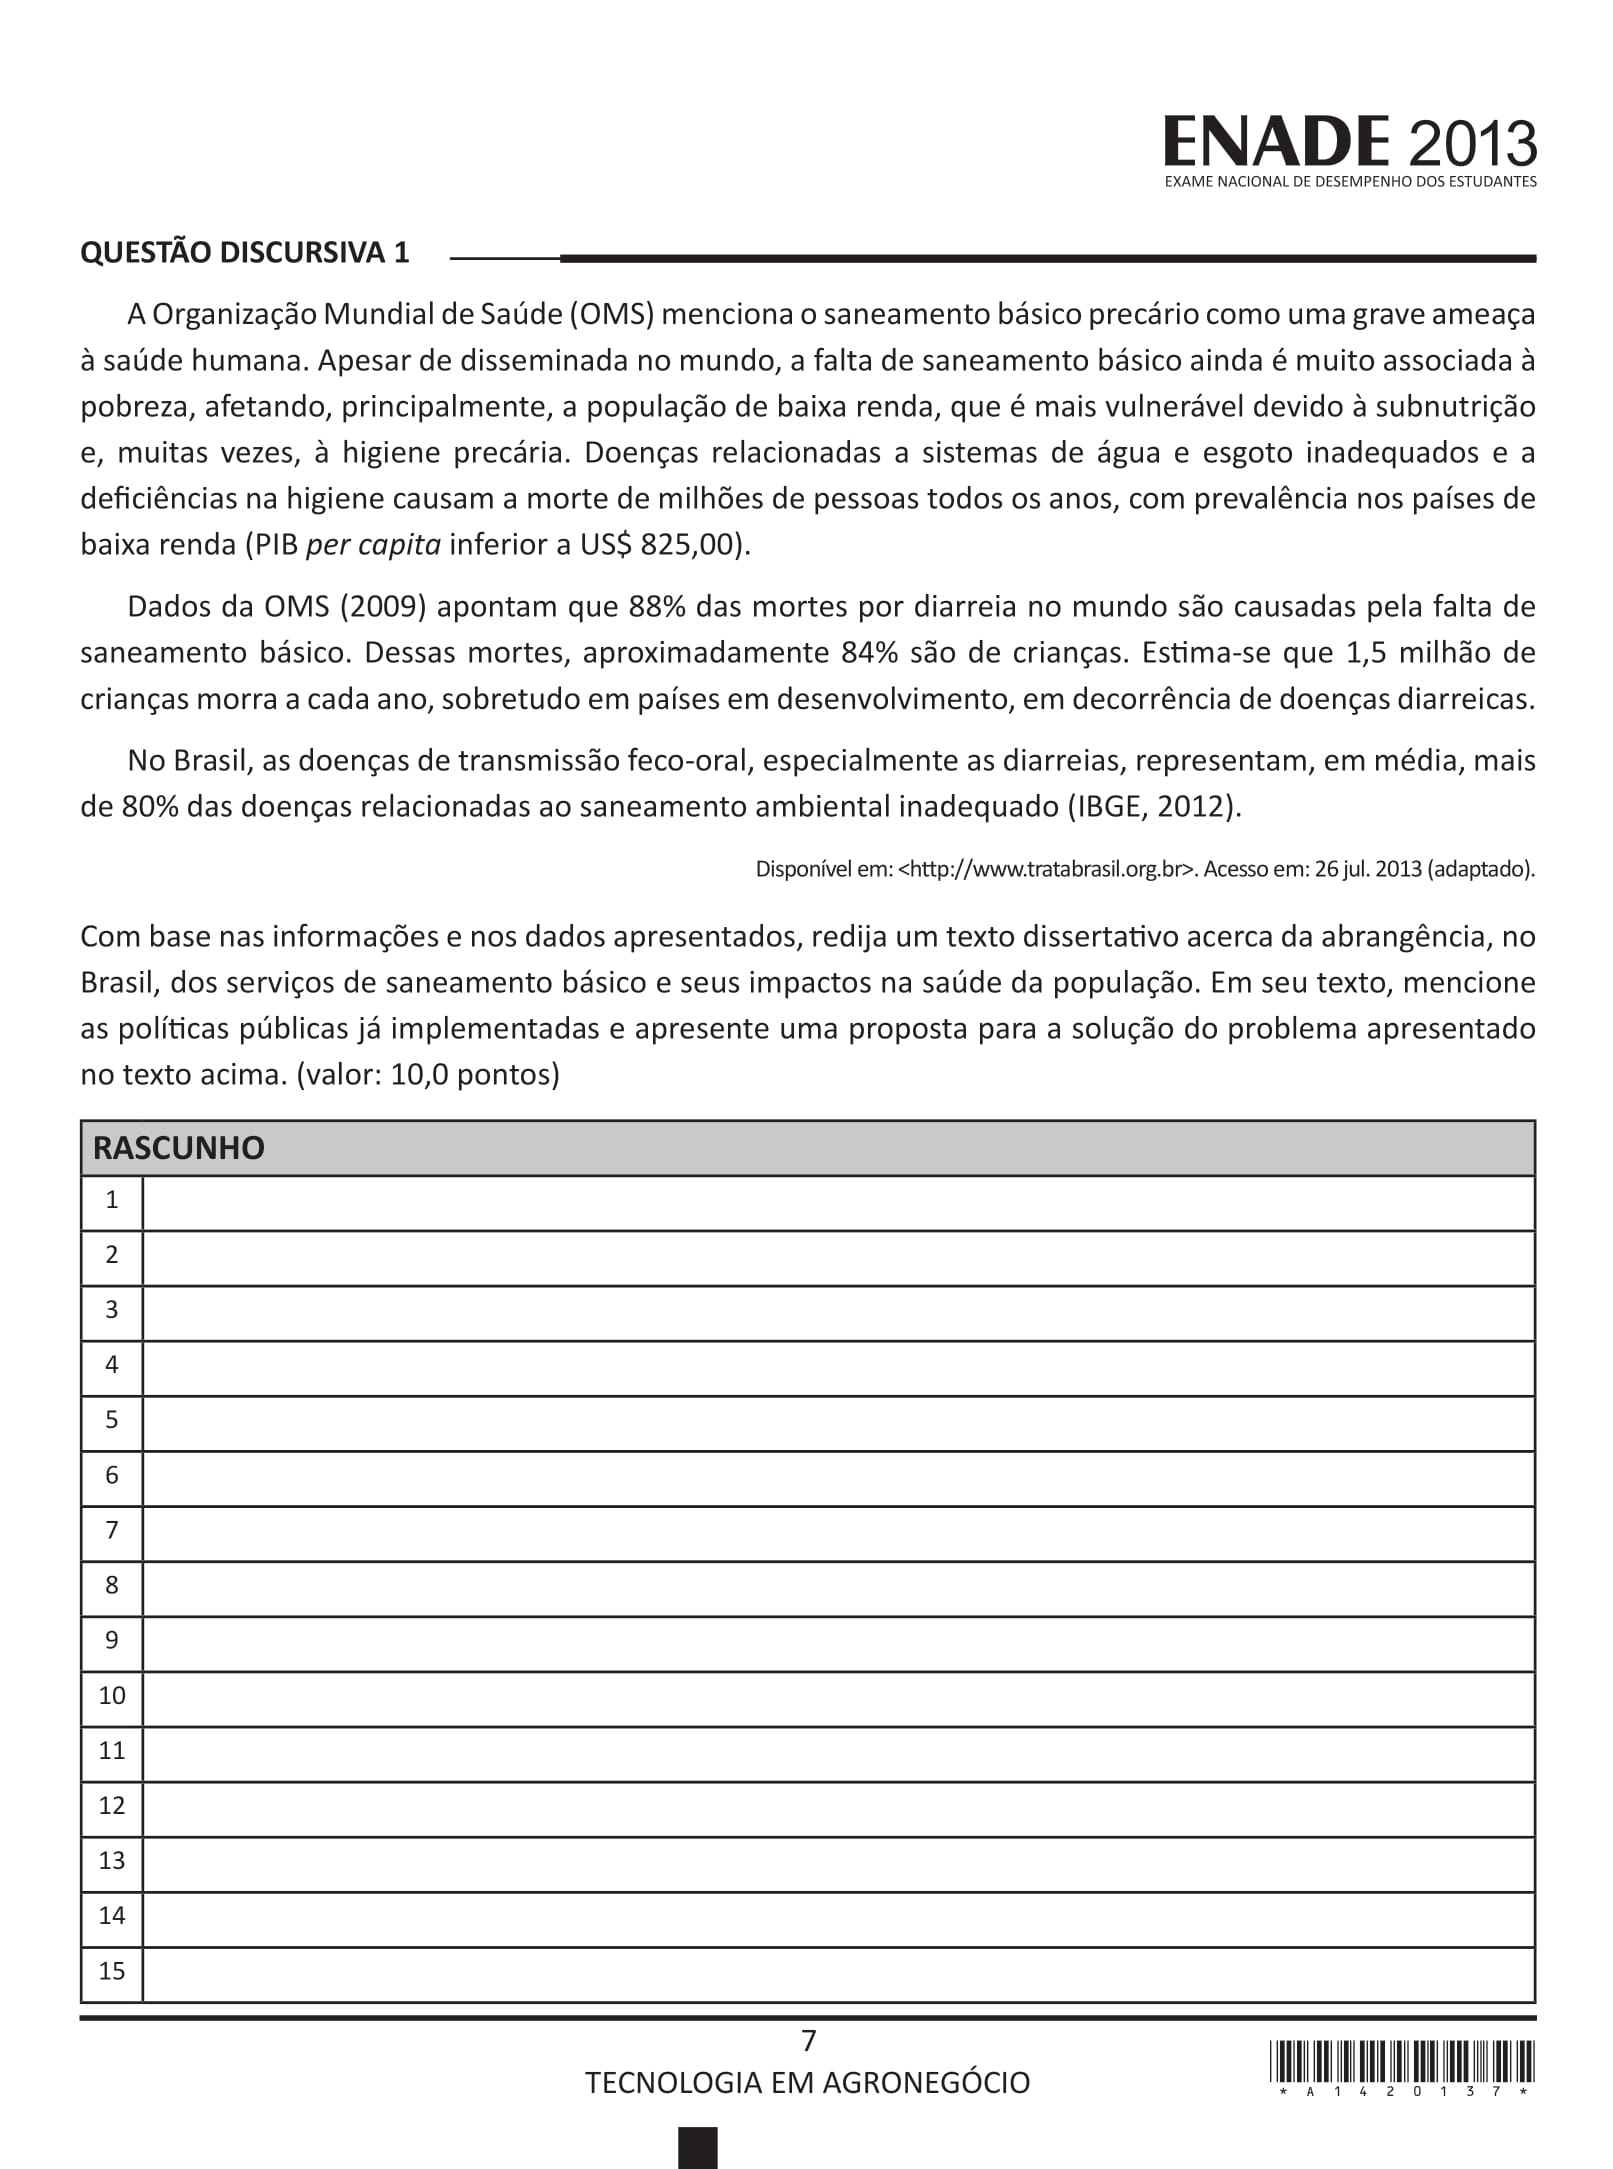 ENADE 2013
EXAME NACIONAL DE DESEMPENHO DOS ESTUDANTES
QUESTÃO DISCURSIVA 1
A Organização Mundial de Saúde (OMS) menciona o saneamento básico precário como uma grave ameaça
à saúde humana. Apesar de disseminada no mundo, a falta de saneamento básico ainda é muito associada à
pobreza, afetando, principalmente, a população de baixa renda, que é mais vulnerável devido à subnutrição
e, muitas vezes, à higiene precária. Doenças relacionadas a sistemas de água e esgoto inadequados e a
deficiências na higiene causam a morte de milhões de pessoas todos os anos, com prevalência nos países de
baixa renda (PIB per capita inferior a US$ 825,00).
Dados da OMS (2009) apontam que 88% das mortes por diarreia no mundo são causadas pela falta de
saneamento básico. Dessas mortes, aproximadamente 84% são de crianças. Estima-se que 1,5 milhão de
crianças morra a cada ano, sobretudo em países em desenvolvimento, em decorrência de doenças diarreicas.
No Brasil, as doenças de transmissão feco-oral, especialmente as diarreias, representam, em média, mais
de 80% das doenças relacionadas ao saneamento ambiental inadequado (IBGE, 2012).
Disponível em: <http://www.tratabrasil.org.br>. Acesso em: 26 jul. 2013 (adaptado).
Com base nas informações e nos dados apresentados, redija um texto dissertativo acerca da abrangência, no
Brasil, dos serviços de saneamento básico e seus impactos na saúde da população. Em seu texto, mencione
as políticas públicas já implementadas e apresente uma proposta para a solução do problema apresentado
no texto acima. (valor: 10,0 pontos)
RASCUNHO
1
2
3
4
5
6
7
8
9
10
11
12
13
14
15
7
TECNOLOGIA EM AGRONEGÓCIO
* A 1 4 2 0 1 3 7 *